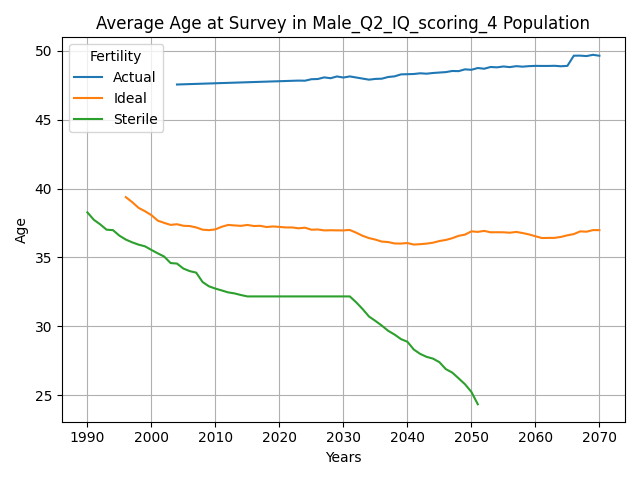 Average Age at Survey in Male_Q2_IQ_scoring_4 Population
Fertility
Actual
Ideal
Sterile
50
45
40
35
30
25
Age
1990 2000 2010 2020 2030 2040 2050 2060 2070
Years